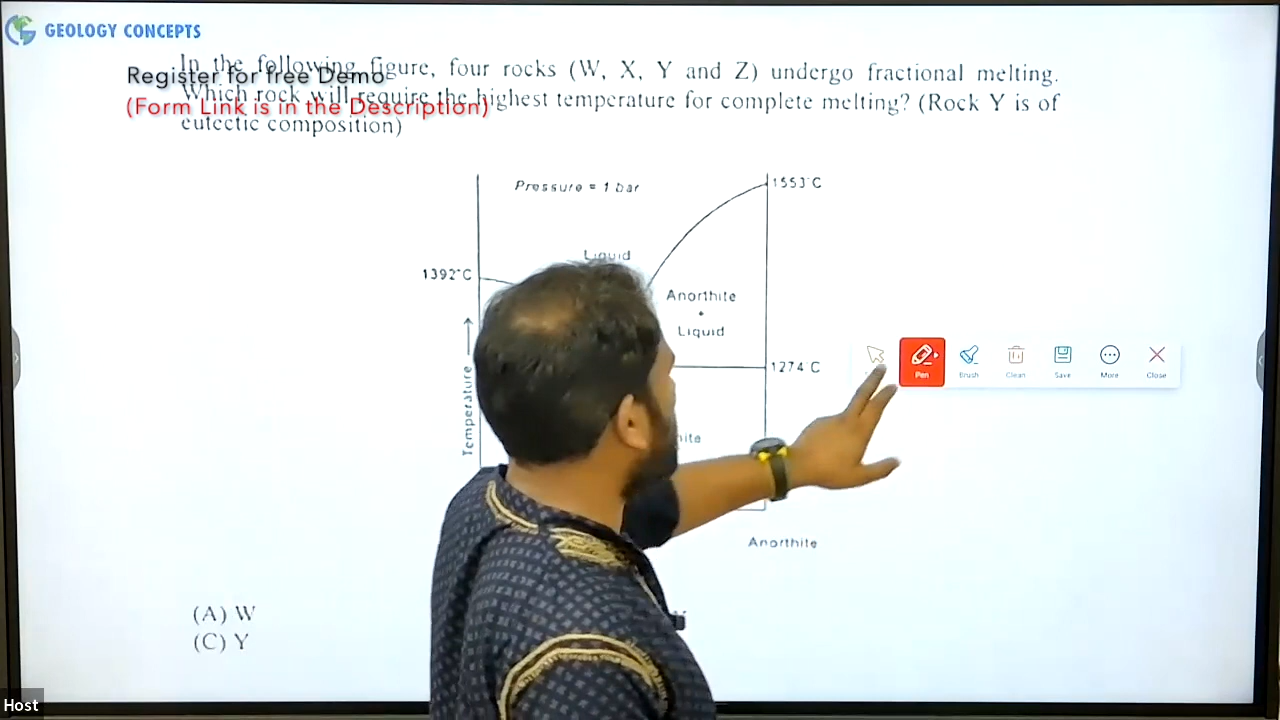 GEOLOGY CONCEPTS
In the following figure, four rocks (W, X, Y and Z) undergo fractional melting.
Register for free Demo
Which rock will require the highest temperature for complete melting? (Rock Y is of
(Form Link is in the Description)
eutectic composition)
Pressure = 1 bar
1553°C
Liquid
1392°C
Anorthite
+
Liquid
1274°C
Temperature
Pen
Brush
Clean
Save
More
Close
Anorthite
(A) W
(C) Y
Host